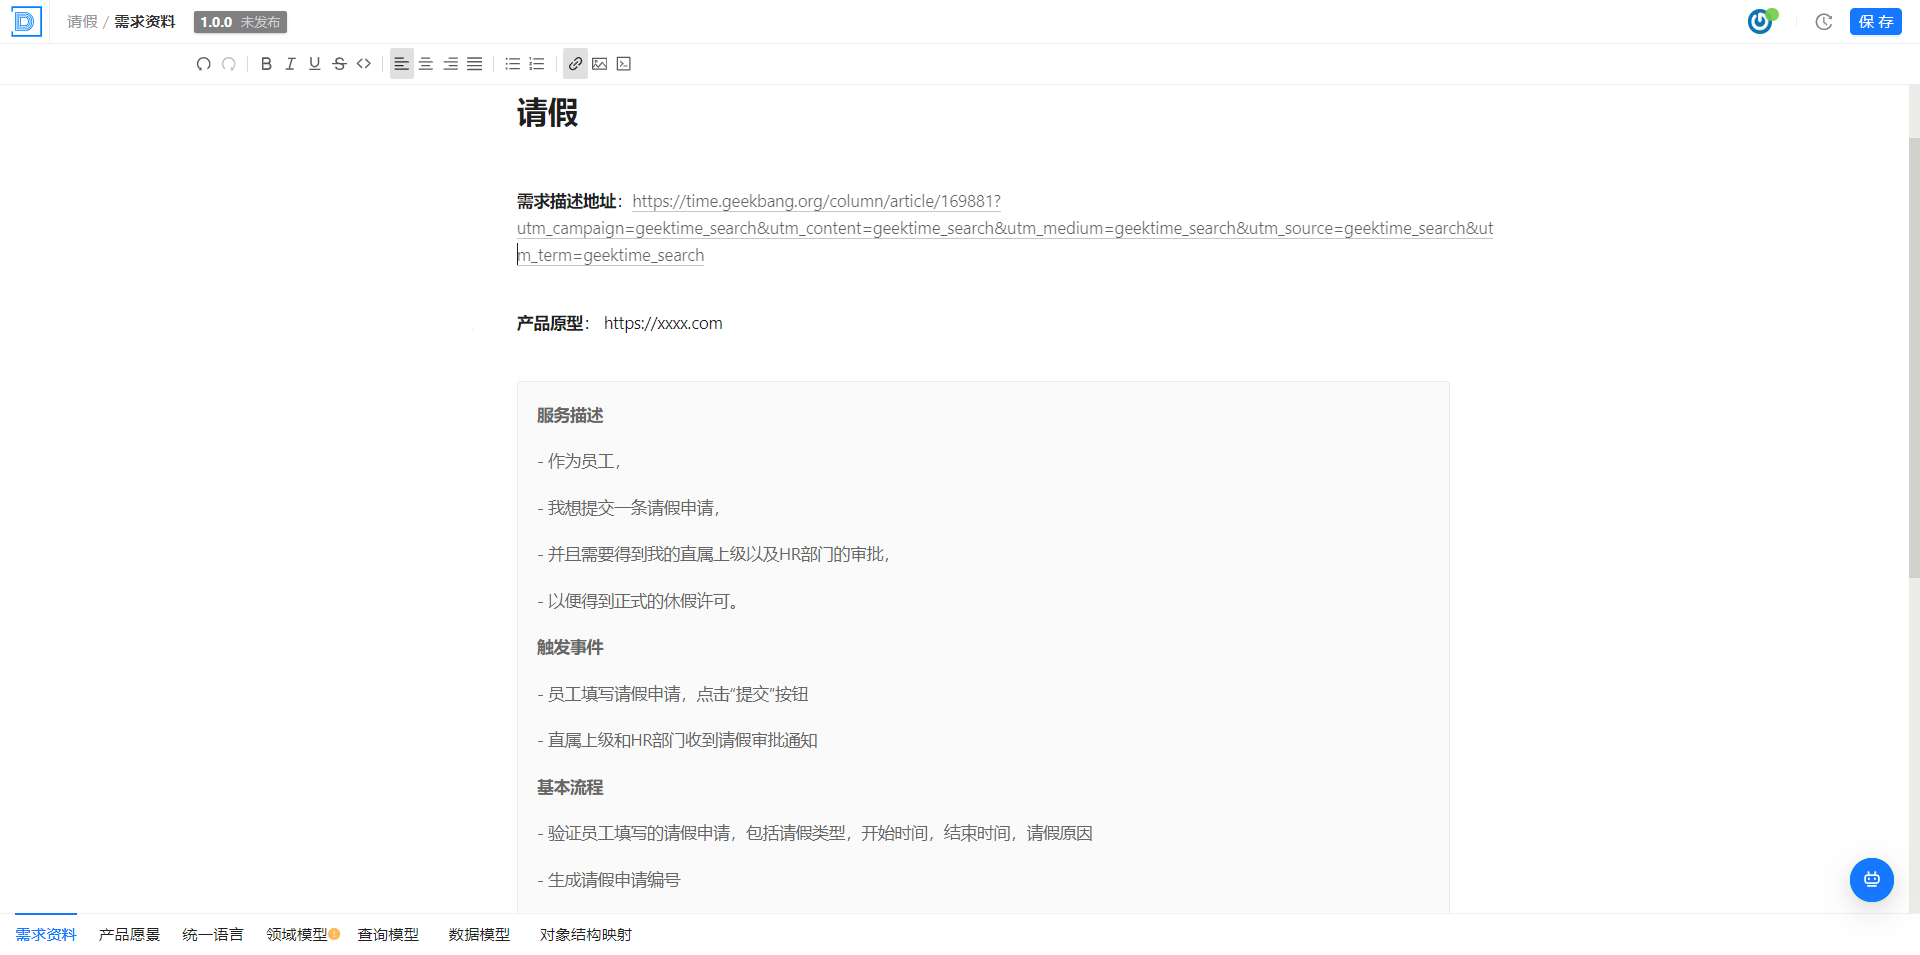 请假 / 需求资料 1.0.0 未发布 保 存
请假
需求描述地址：https://time.geekbang.org/column/article/169881?
utm_campaign=geektime_search&utm_content=geektime_search&utm_medium=geektime_search&utm_source=geektime_search&ut
m_term=geektime_search
产品原型： https://xxxx.com
服务描述
- 作为员工，
- 我想提交一条请假申请，
- 并且需要得到我的直属上级以及HR部门的审批，
- 以便得到正式的休假许可。
触发事件
- 员工填写请假申请，点击“提交”按钮
- 直属上级和HR部门收到请假审批通知
基本流程
- 验证员工填写的请假申请，包括请假类型，开始时间，结束时间，请假原因
- 生成请假申请编号
需求资料 产品愿景 统一语言 领域模型 查询模型 数据模型 对象结构映射